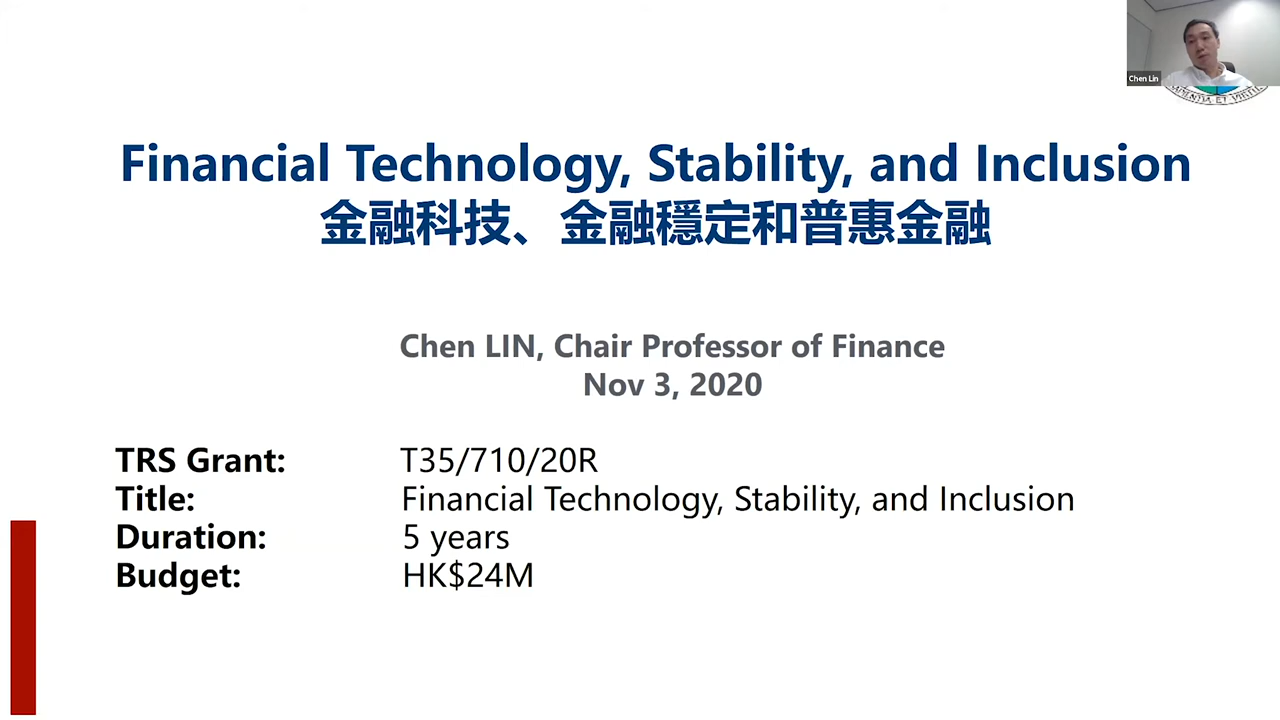 Chen Lin
Financial Technology, Stability, and Inclusion
金融科技、金融穩定和普惠金融
Chen LIN, Chair Professor of Finance
Nov 3, 2020
TRS Grant: T35/710/20R
Title: Financial Technology, Stability, and Inclusion
Duration: 5 years
Budget: HK$24M